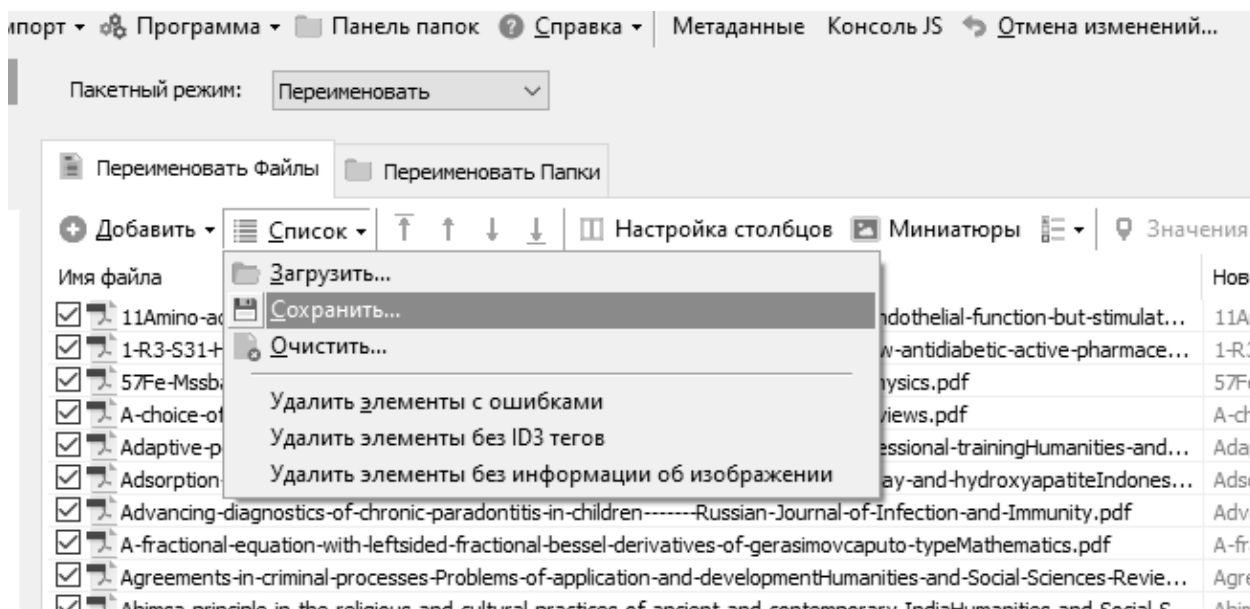 Программа Панель папок Справка Метаданные Консоль JS Отмена изменений...
Пакетный режим: Переименовать
Переименовать Файлы Переименовать Папки
Добавить Список Настройка столбцов Миниатюры Значения
Имя файла
Загрузить...
Сохранить...
Очистить...
Удалить элементы с ошибками
Удалить элементы без ID3 тегов
Удалить элементы без информации об изображении
Нов
11Amino-ac ndothelial-function-but-stimulat... 11A
1-R3-S31-H w-antidiabetic-active-pharmace... 1-R3
57Fe-Mssba hysics.pdf 57Fe
A-choice-of views.pdf A-ch
Adaptive-p essional-trainingHumanities-and... Ada
Adsorption- ay-and-hydroxyapatiteIndones... Ads
Advancing-diagnostics-of-chronic-paradontitis-in-children-------Russian-Journal-of-Infection-and-Immunity.pdf Adv
A-fractional-equation-with-leftsided-fractional-bessel-derivatives-of-gerasimovcaputo-typeMathematics.pdf A-fr
Agreements-in-criminal-processes-Problems-of-application-and-developmentHumanities-and-Social-Sciences-Revie... Agre